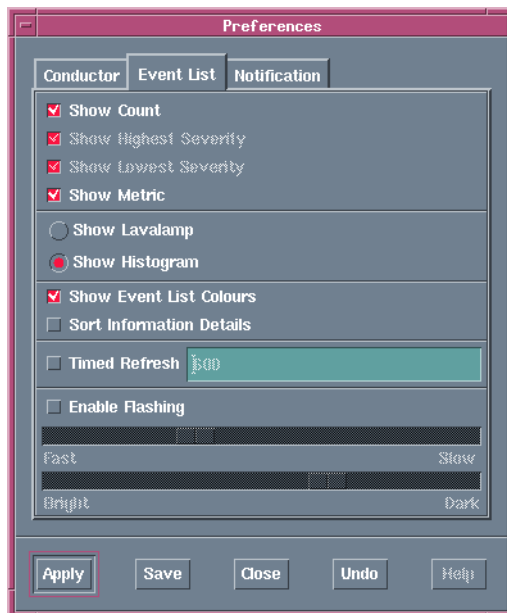 Preferences
Conductor Event List Notification
Show Count
Show Highest Severity
Show Lowest Severity
Show Metric
Show Lavalamp
Show Histogram
Show Event List Colours
Sort Information Details
Timed Refresh 600
Enable Flashing
Fast Slow
Bright Dark
Apply Save Close Undo Help